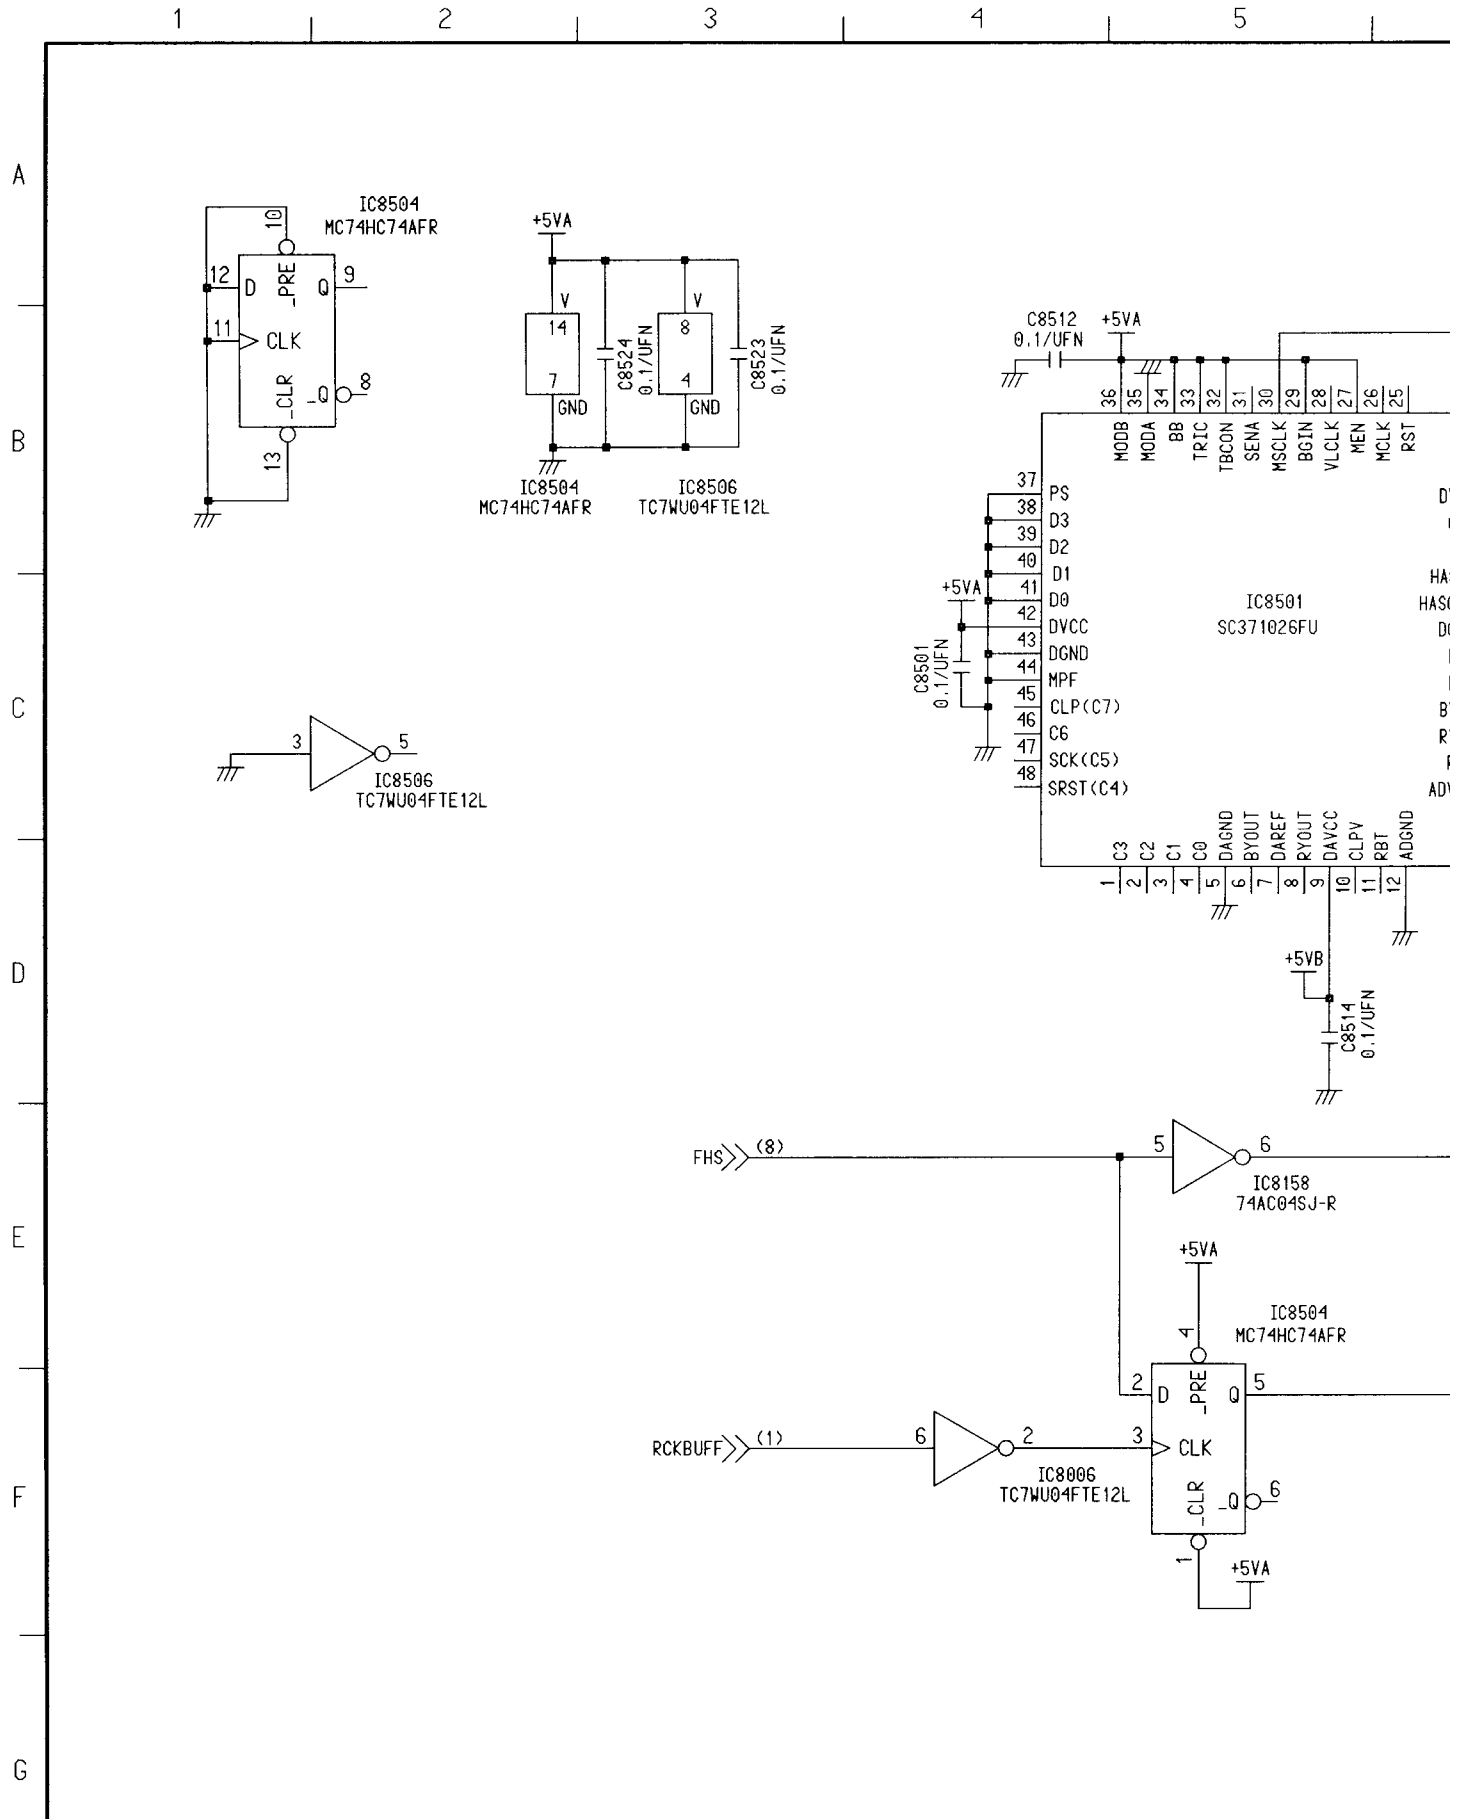 1 2 3 4 5
A
B
C
D
E
F
G
IC8504
MC74HC74AFR
10
12 D _PRE Q 9
11 CLK
_CLR _Q 8
13
+5VA
V
14
7
GND
C8524
0.1/UFN
V
8
4
GND
C8523
0.1/UFN
IC8504
MC74HC74AFR
IC8506
TC7WU04FTE12L
3 5
IC8506
TC7WU04FTE12L
C8512
0.1/UFN
+5VA
36 35 34 33 32 31 30 29 28 27 26 25
MODB MODA BB TRIC TBCON SENA MSCLK BGIN VLCLK MEN MCLK RST
37 PS
38 D3
39 D2
40 D1
41 D0
42 DVCC
43 DGND
44 MPF
45 CLP(C7)
46 C6
47 SCK(C5)
48 SRST(C4)
+5VA
C8501
0.1/UFN
IC8501
SC371026FU
HAS
C3 C2 C1 C0 DAGND BYOUT DAREF RYOUT DAVCC CLPV RBT ADGND
1 2 3 4 5 6 7 8 9 10 11 12
+5VB
C8514
0.1/UFN
FHS (8)
5 6
IC8158
74AC04SJ-R
+5VA
IC8504
MC74HC74AFR
4
2 D _PRE Q 5
RCKBUFF (1)
6 2
IC8006
TC7WU04FTE12L
3 CLK
_CLR _Q 6
1
+5VA